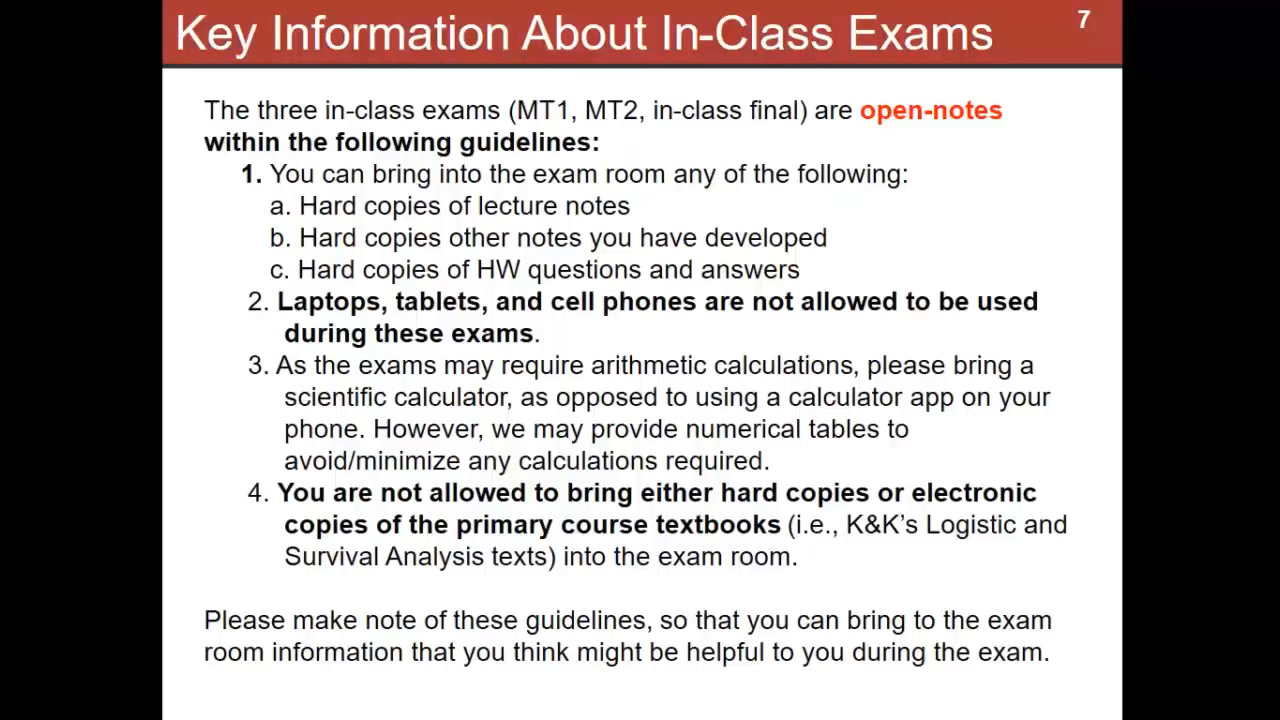 Key Information About In-Class Exams
7
The three in-class exams (MT1, MT2, in-class final) are open-notes
within the following guidelines:
1. You can bring into the exam room any of the following:
a. Hard copies of lecture notes
b. Hard copies other notes you have developed
c. Hard copies of HW questions and answers
2. Laptops, tablets, and cell phones are not allowed to be used
during these exams.
3. As the exams may require arithmetic calculations, please bring a
scientific calculator, as opposed to using a calculator app on your
phone. However, we may provide numerical tables to
avoid/minimize any calculations required.
4. You are not allowed to bring either hard copies or electronic
copies of the primary course textbooks (i.e., K&K’s Logistic and
Survival Analysis texts) into the exam room.
Please make note of these guidelines, so that you can bring to the exam
room information that you think might be helpful to you during the exam.